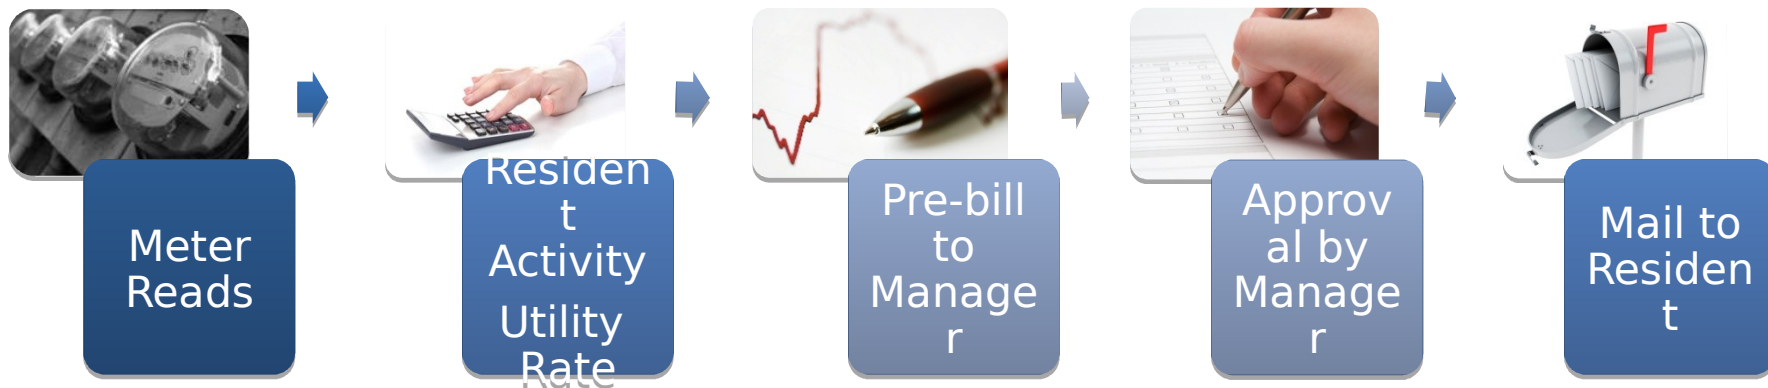 Meter
Reads
Residen
t
Activity
Utility
Rate
Pre-bill
to
Manage
r
Approv
al by
Manage
r
Mail to
Residen
t